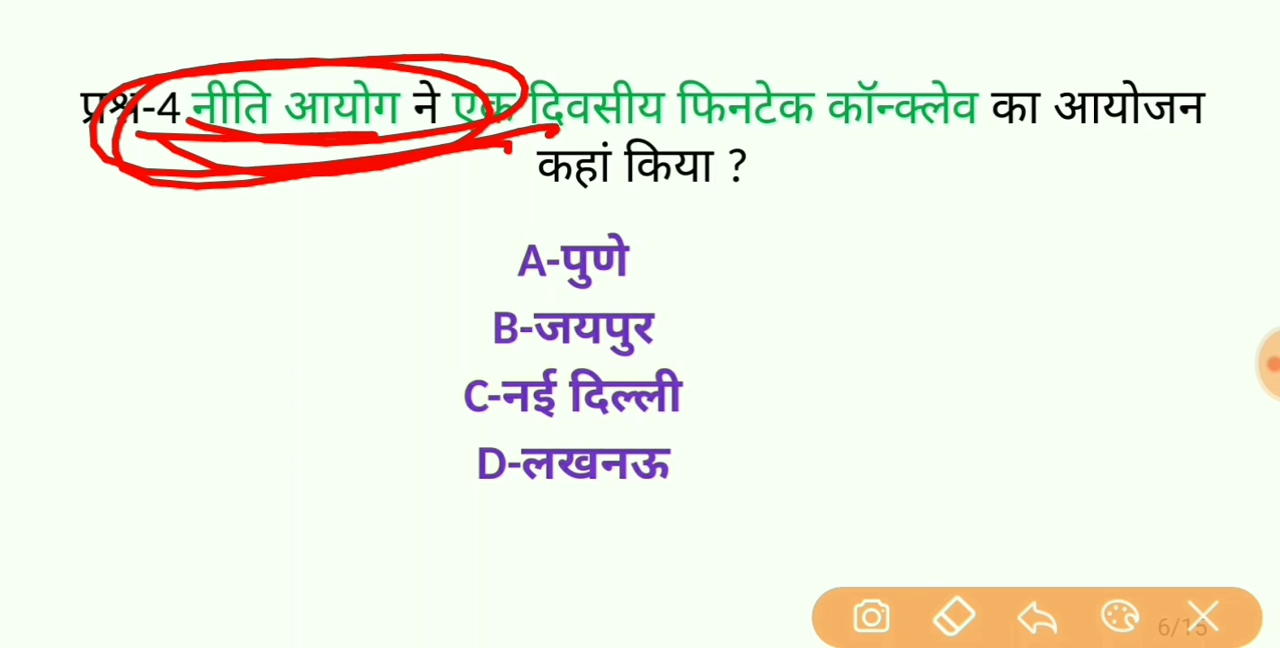 प्रश्न-4 नीति आयोग ने एक दिवसीय फिनटेक कॉन्क्लेव का आयोजन
कहां किया ?
A-पुणे
B-जयपुर
C-नई दिल्ली
D-लखनऊ
6/15